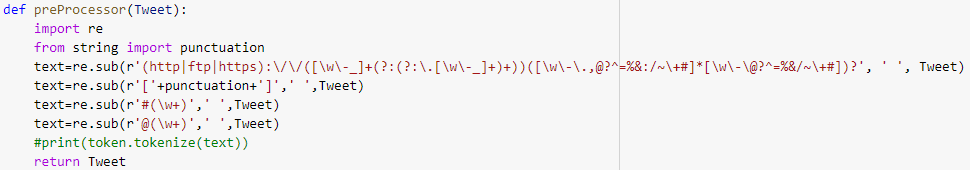 def preProcessor(Tweet):
    import re
    from string import punctuation
    text=re.sub(r'(http|ftp|https):\/\/([\w\-_]+(?:(?:\.[\w\-_]+)+))([\w\-\.,@?^=%&:/~\+#]*[\w\-\@?^=%&/~\+#])?', ' ', Tweet)
    text=re.sub(r'['+punctuation+']',' ',Tweet)
    text=re.sub(r'#(\w+)',' ',Tweet)
    text=re.sub(r'@(\w+)',' ',Tweet)
    #print(token.tokenize(text))
    return Tweet